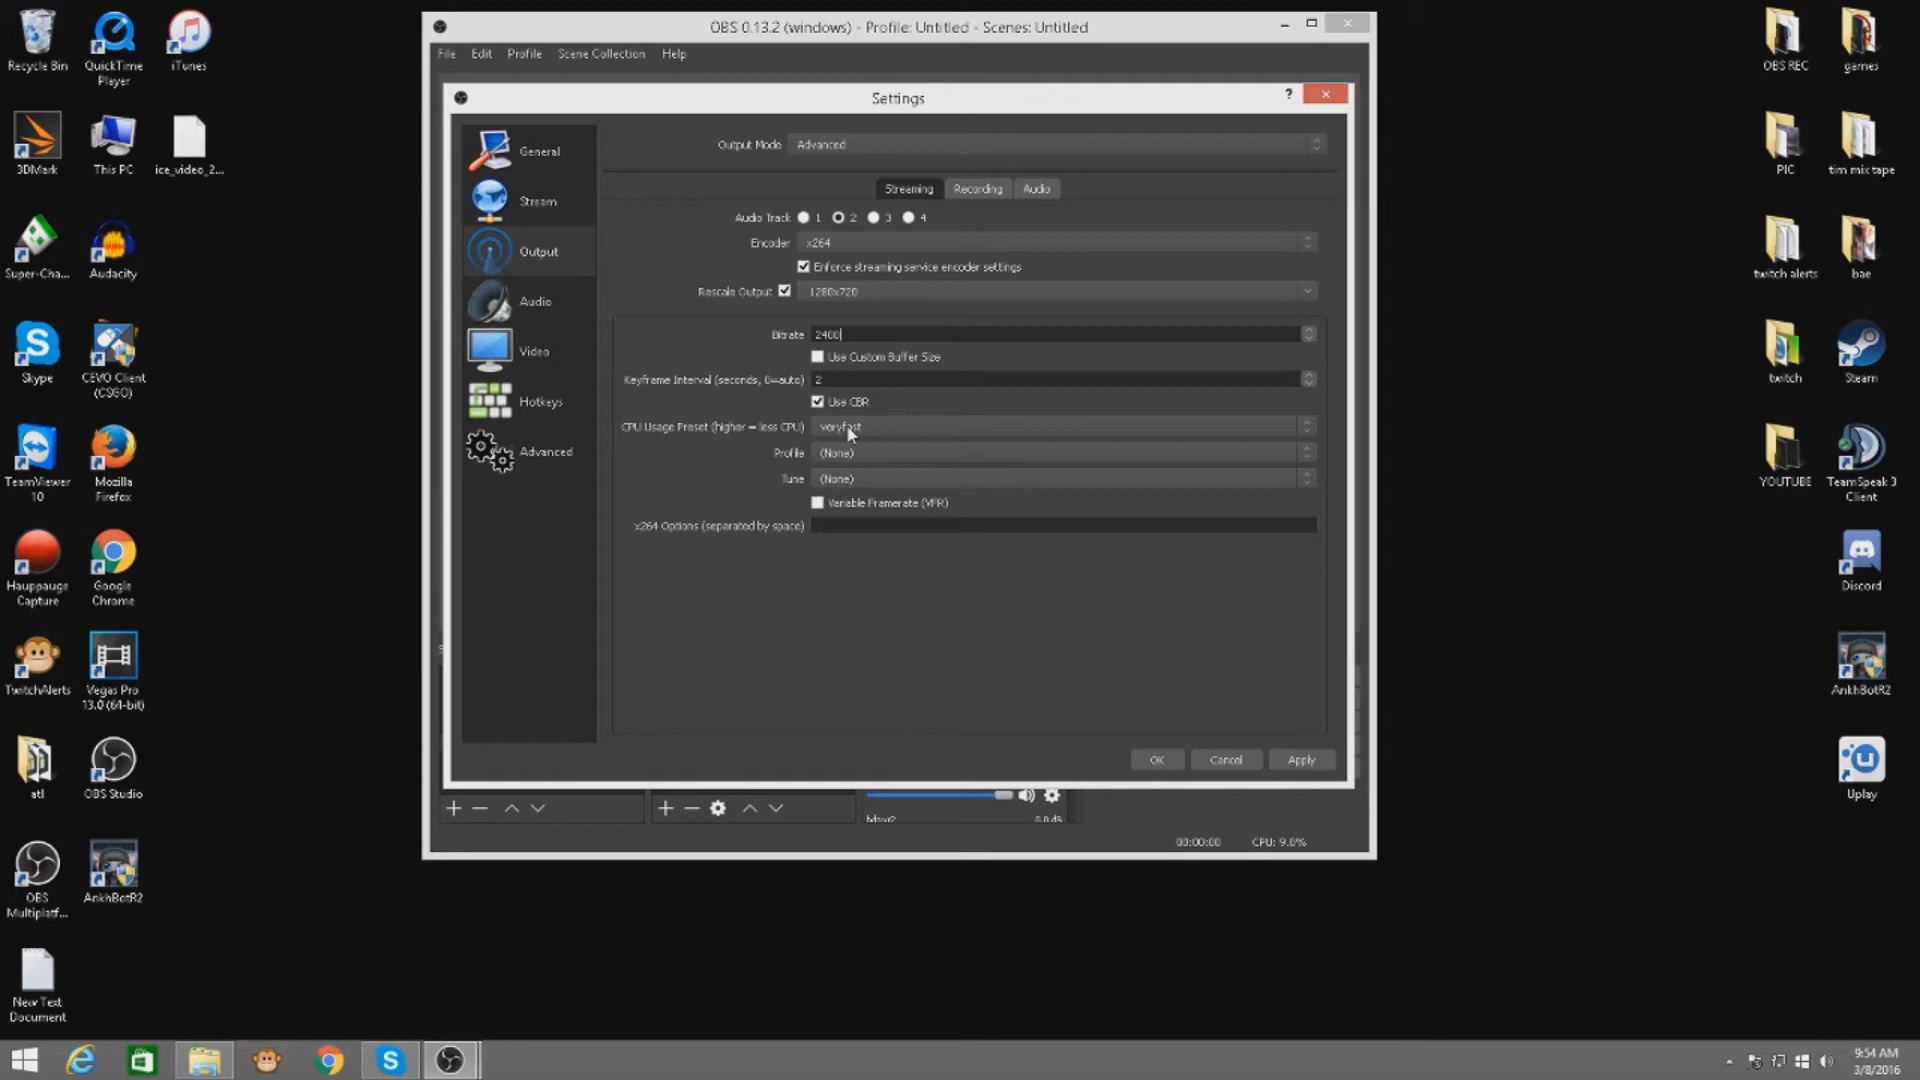 Recycle Bin
QuickTime
Player
iTunes
3DMark
This PC
ice_video_2...
Super-Cha...
Audacity
Skype
CEVO Client
(CSGO)
TeamViewer
10
Mozilla
Firefox
Hauppauge
Capture
Google
Chrome
TwitchAlerts
Vegas Pro
13.0 (64-bit)
atl
OBS Studio
OBS
Multiplatf...
AnkhBotR2
New Text
Document
OBS 0.13.2 (windows) - Profile: Untitled - Scenes: Untitled
File Edit Profile Scene Collection Help
Settings
?
General
Stream
Output
Audio
Video
Hotkeys
Advanced
Output Mode Advanced
Streaming Recording Audio
Audio Track 1 2 3 4
Encoder x264
Enforce streaming service encoder settings
Rescale Output 1280x720
Bitrate 2400
Use Custom Buffer Size
Keyframe Interval (seconds, 0=auto) 2
Use CBR
CPU Usage Preset (higher = less CPU) veryfast
Profile (None)
Tune (None)
Variable Framerate (VFR)
x264 Options (separated by space)
OK Cancel Apply
0.0 dB
00:00:00 CPU: 9.0%
OBS REC
games
PIC
tim mix tape
twitch alerts
bae
twitch
Steam
YOUTUBE
TeamSpeak 3
Client
Discord
AnkhBotR2
Uplay
9:54 AM
3/8/2016